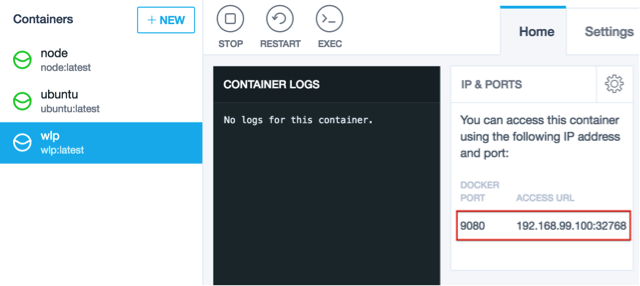 Containers
+ NEW
node
node:latest
ubuntu
ubuntu:latest
wlp
wlp:latest
STOP
RESTART
EXEC
Home
Settings
CONTAINER LOGS
No logs for this container.
IP & PORTS
You can access this container
using the following IP address
and port:
DOCKER
PORT
ACCESS URL
9080
192.168.99.100:32768